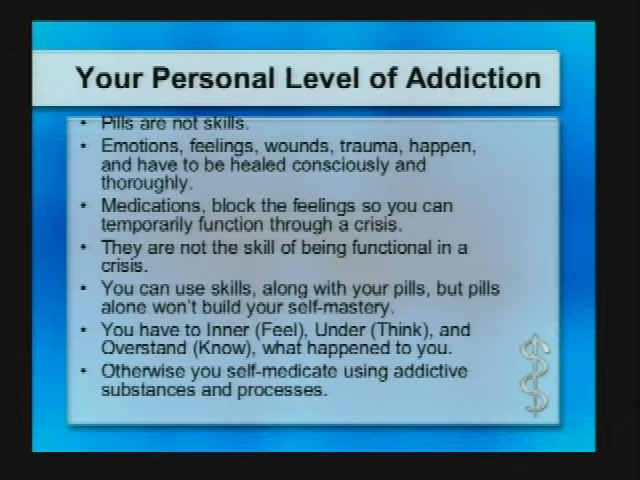 Your Personal Level of Addiction
• Pills are not skills.
• Emotions, feelings, wounds, trauma, happen,
and have to be healed consciously and
thoroughly.
• Medications, block the feelings so you can
temporarily function through a crisis.
• They are not the skill of being functional in a
crisis.
• You can use skills, along with your pills, but pills
alone won't build your self-mastery.
• You have to Inner (Feel), Under (Think), and
Overstand (Know), what happened to you.
• Otherwise you self-medicate using addictive
substances and processes.